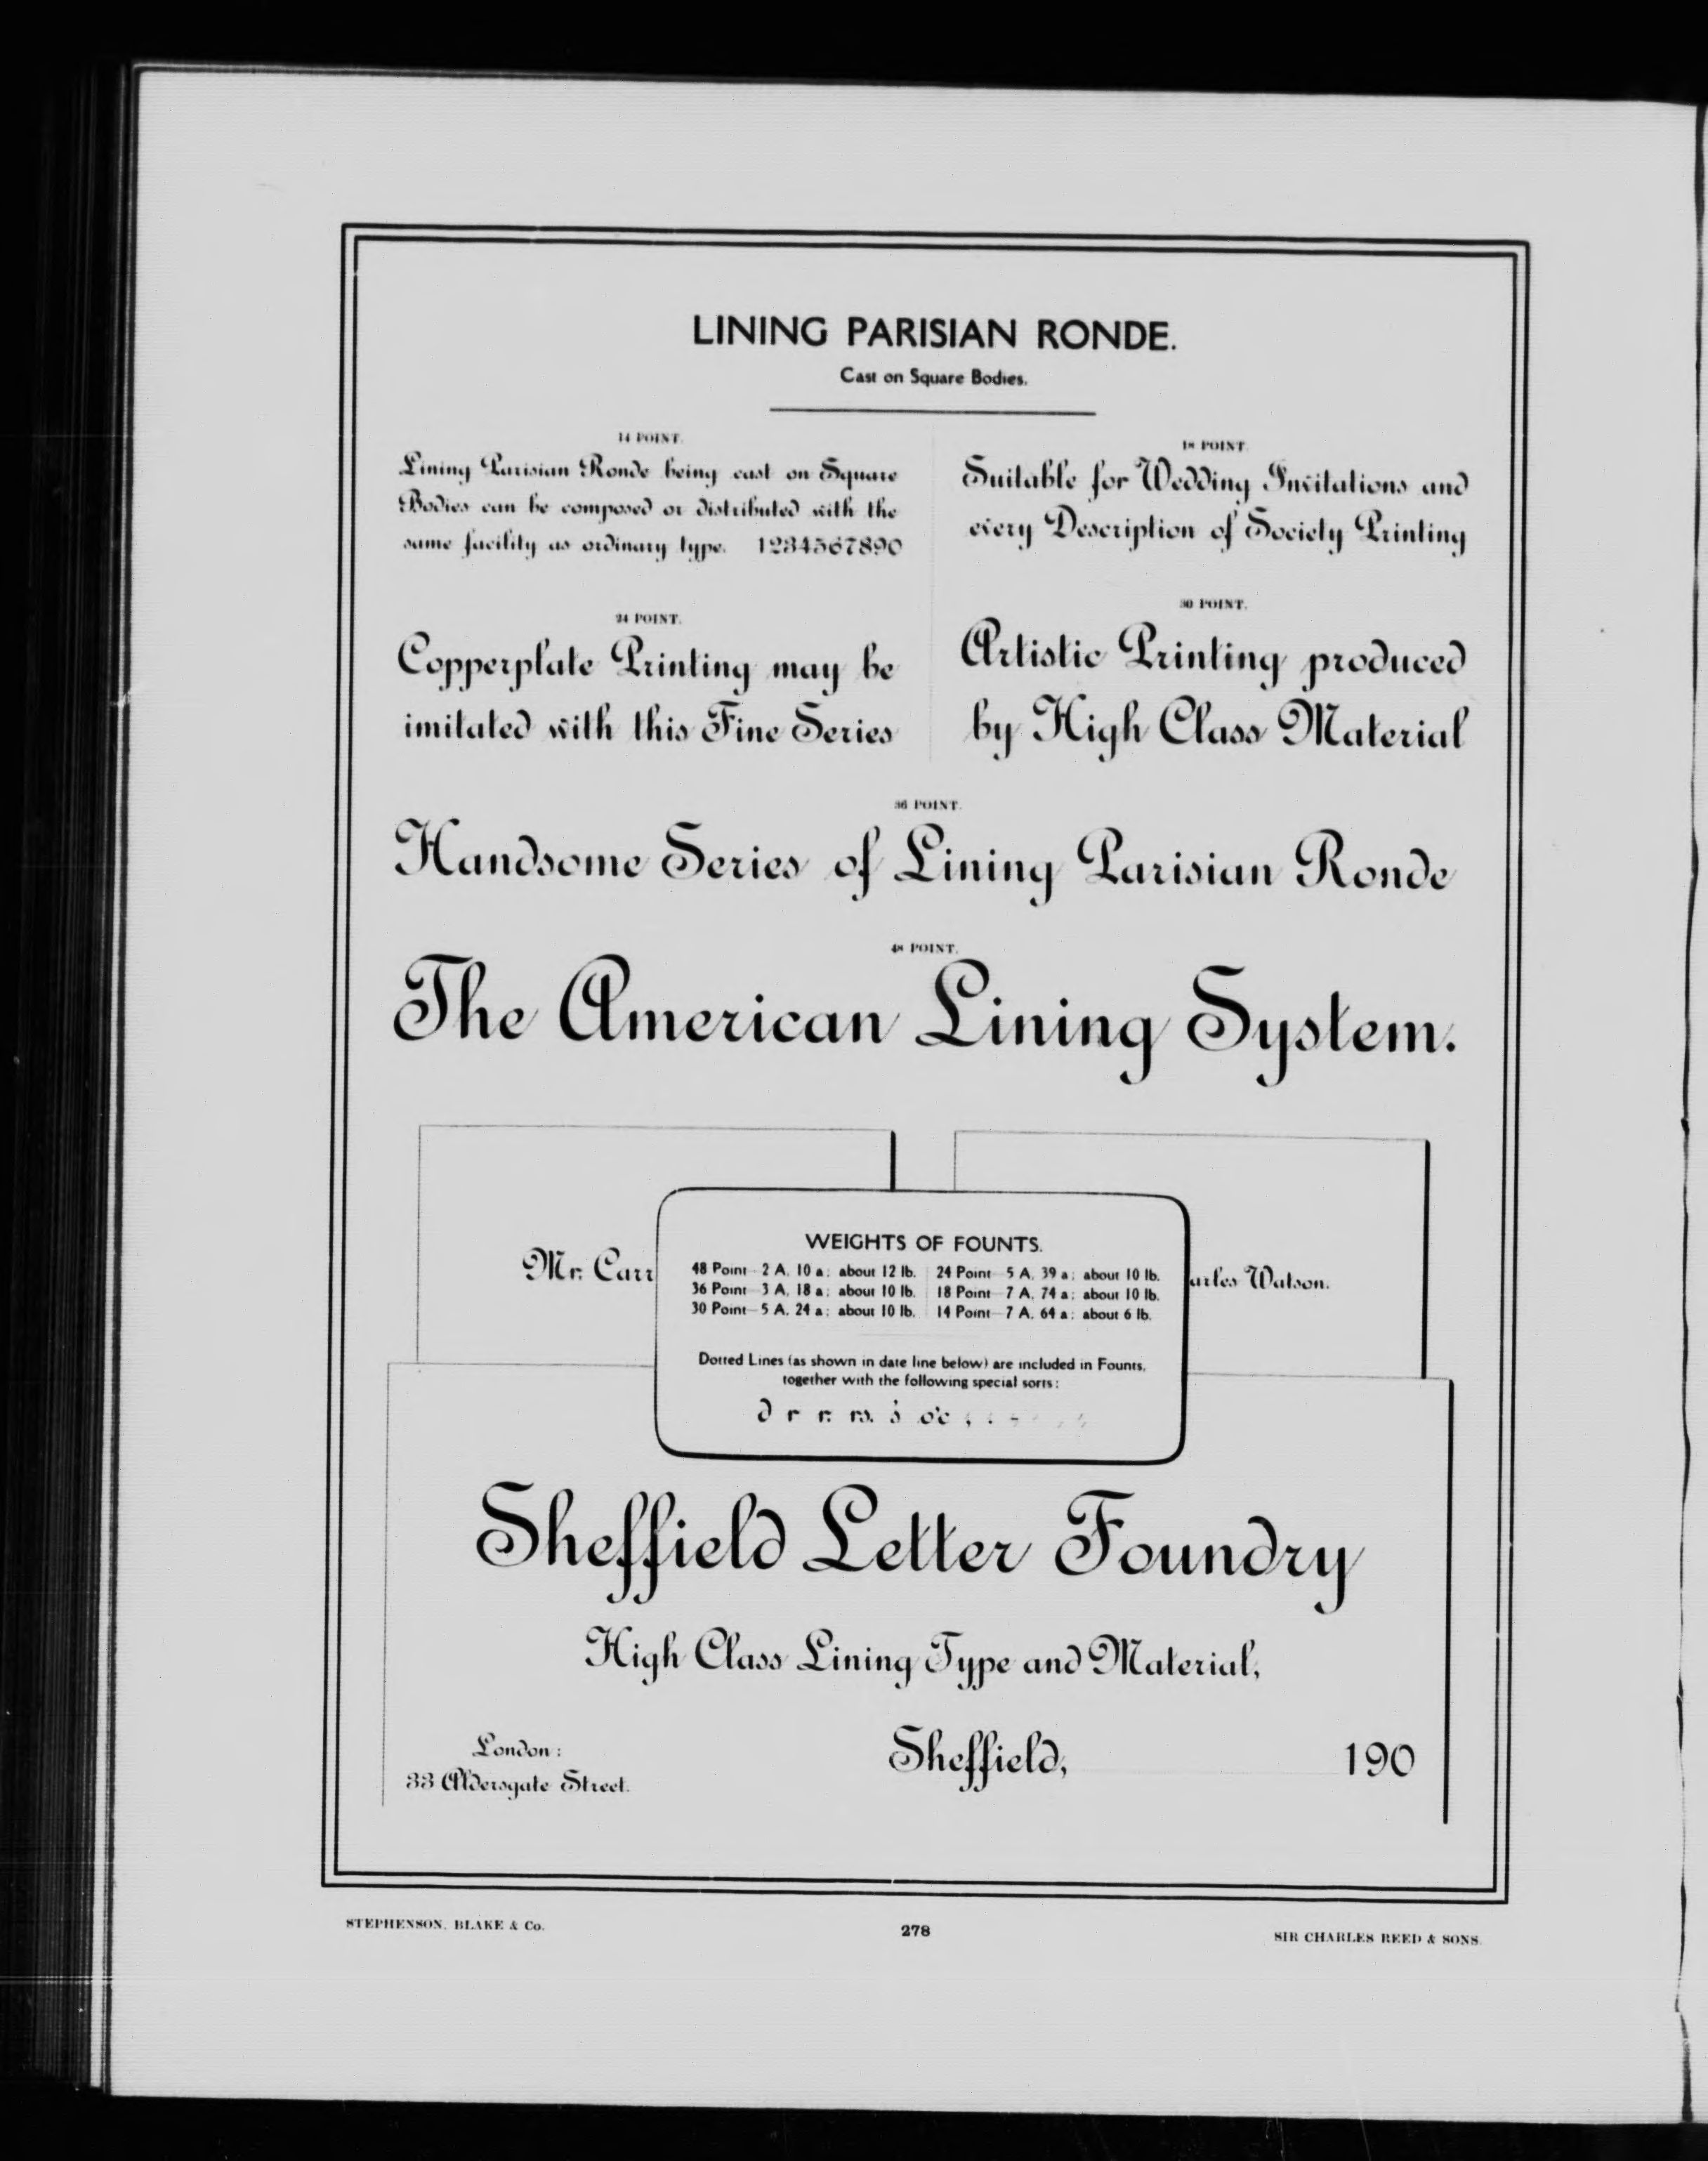 LINING PARISIAN RONDE.
Cast on Square Bodies.
14 POINT.
Lining Parisian Ronde being cast on Square
Bodies can be composed or distributed with the
same facility as ordinary type. 1234567890
18 POINT.
Suitable for Wedding Invitations and
every Description of Society Printing
24 POINT.
Copperplate Printing may be
imitated with this Fine Series
30 POINT.
Artistic Printing produced
by High Class Material
36 POINT.
Handsome Series of Lining Parisian Ronde
48 POINT.
The American Lining System.
Mr. Carr
arles Watson.
WEIGHTS OF FOUNTS.
48 Point—2 A, 10 a; about 12 lb.
36 Point—3 A, 18 a; about 10 lb.
30 Point—5 A, 24 a; about 10 lb.
24 Point—5 A, 39 a; about 10 lb.
18 Point—7 A, 74 a; about 10 lb.
14 Point—7 A, 64 a; about 6 lb.
Dotted Lines (as shown in date line below) are included in Founts,
together with the following special sorts:
Sheffield Letter Foundry
High Class Lining Type and Material,
London:
33 Aldersgate Street.
Sheffield, 190
STEPHENSON, BLAKE & Co.
278
SIR CHARLES REED & SONS.